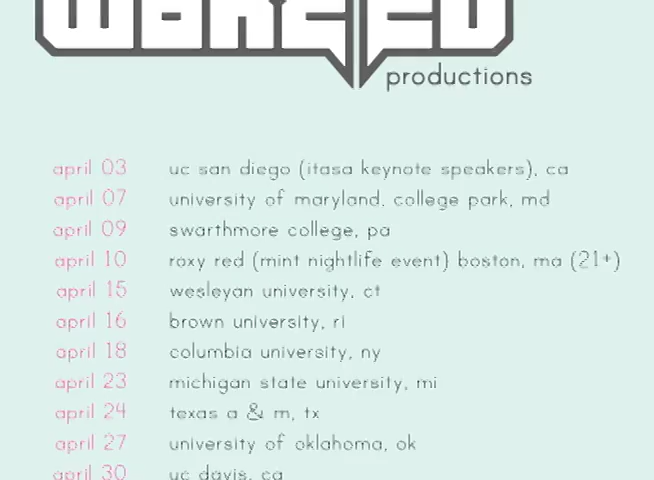 productions
april 03 uc san diego (itasa keynote speakers), ca
april 07 university of maryland, college park, md
april 09 swarthmore college, pa
april 10 roxy red (mint nightlife event) boston, ma (21+)
april 15 wesleyan university, ct
april 16 brown university, ri
april 18 columbia university, ny
april 23 michigan state university, mi
april 24 texas a & m, tx
april 27 university of oklahoma, ok
april 30 uc davis, ca